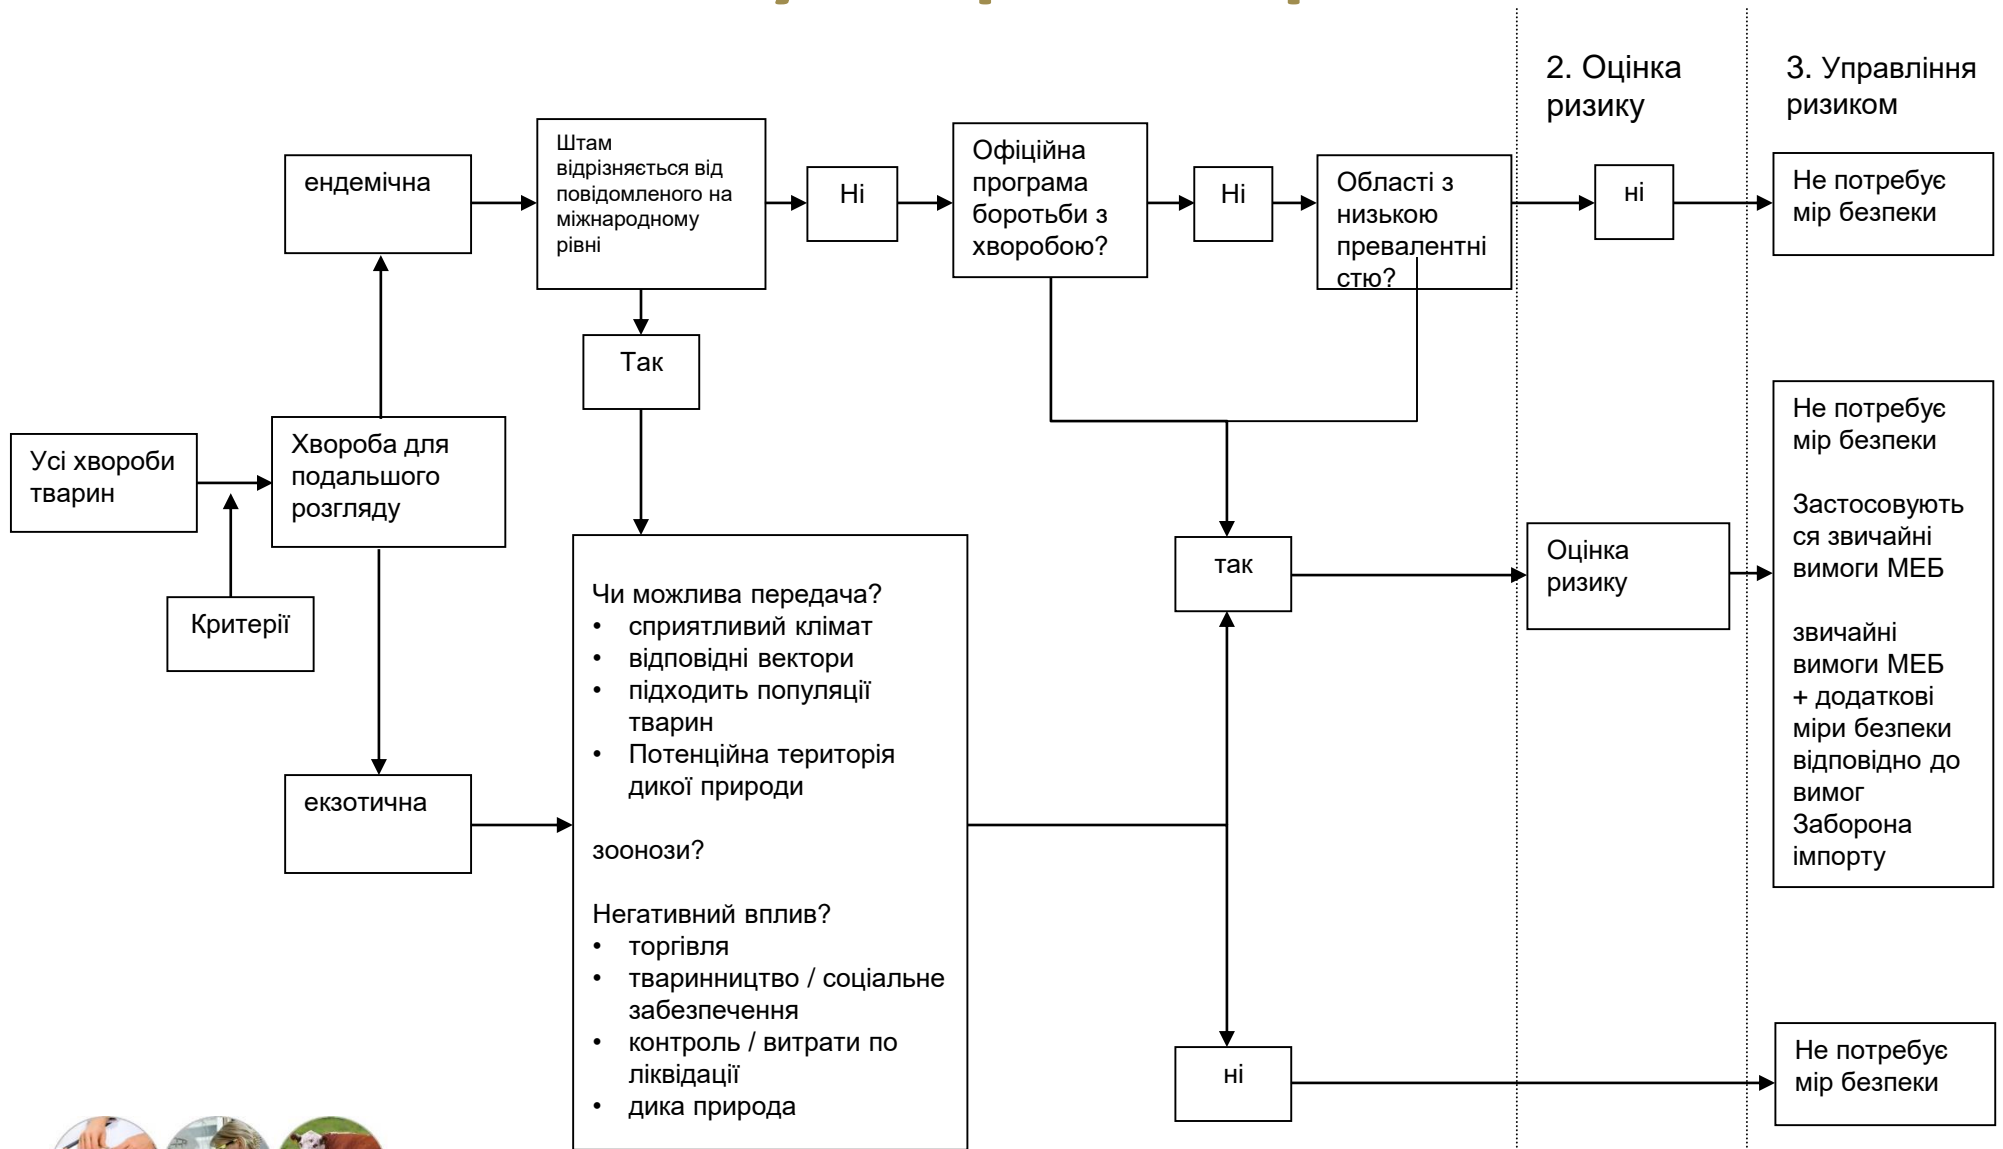 2. Оцінка
ризику
3. Управління
ризиком
ендемічна
Штам
відрізняється від
повідомленого на
міжнародному
рівні
Ні
Офіційна
програма
боротьби з
хворобою?
Ні
Області з
низькою
превалентні
стю?
ні
Не потребує
мір безпеки
Так
Усі хвороби
тварин
Критерії
Хвороба для
подальшого
розгляду
екзотична
Чи можлива передача?
• сприятливий клімат
• відповідні вектори
• підходить популяції
тварин
• Потенційна територія
дикої природи
зоонози?
Негативний вплив?
• торгівля
• тваринництво / соціальне
забезпечення
• контроль / витрати по
ліквідації
• дика природа
так
Оцінка
ризику
Не потребує
мір безпеки
Застосовують
ся звичайні
вимоги МЕБ
звичайні
вимоги МЕБ
+ додаткові
міри безпеки
відповідно до
вимог
Заборона
імпорту
ні
Не потребує
мір безпеки